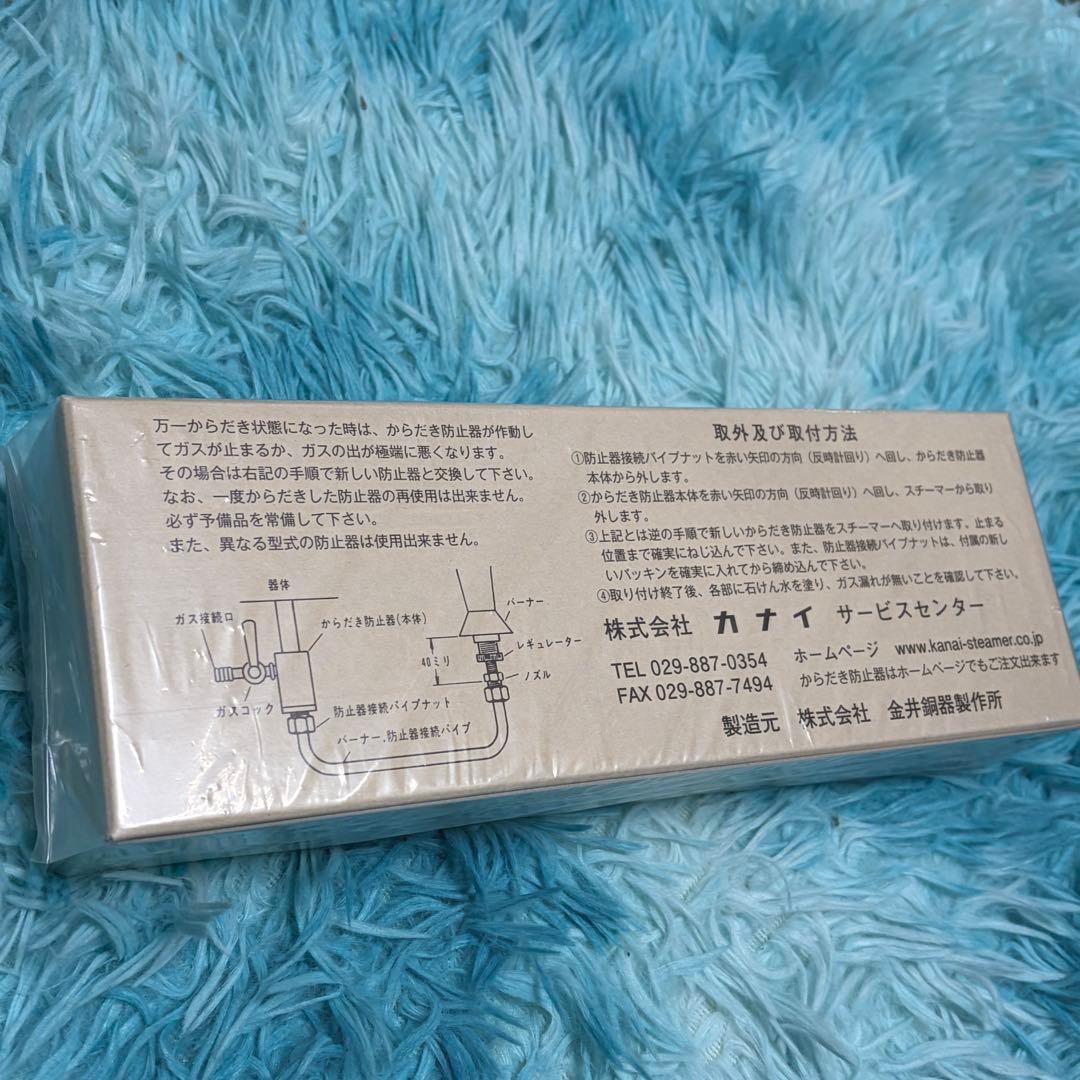 万一からだき状態になった時は、からだき防止器が作動し
てガスが止まるか、ガスの出が極端に悪くなります。
その場合は右記の手順で新しい防止器と交換して下さい。
なお、一度からだきした防止器の再使用は出来ません。
必ず予備品を常備して下さい。
また、異なる型式の防止器は使用出来ません。
器体
ガス接続口
からだき防止器(本体)
ガスコック
防止器接続パイプナット
バーナー,防止器接続パイプ
40ミリ
バーナー
レギュレーター
ノズル
取外及び取付方法
①防止器接続パイプナットを赤い矢印の方向（反時計回り）へ回し、からだき防止器
本体から外します。
②からだき防止器本体を赤い矢印の方向（反時計回り）へ回し、スチーマーから取り
外します。
③上記とは逆の手順で新しいからだき防止器をスチーマーへ取り付けます。止まる
位置まで確実にねじ込んで下さい。また、防止器接続パイプナットは、付属の新し
いパッキンを確実に入れてから締め込んで下さい。
④取り付け終了後、各部に石けん水を塗り、ガス漏れが無いことを確認して下さい。
株式会社 カナイ サービスセンター
TEL 029-887-0354
FAX 029-887-7494
ホームページ www.kanai-steamer.co.jp
からだき防止器はホームページでもご注文出来ます
製造元 株式会社 金井銅器製作所